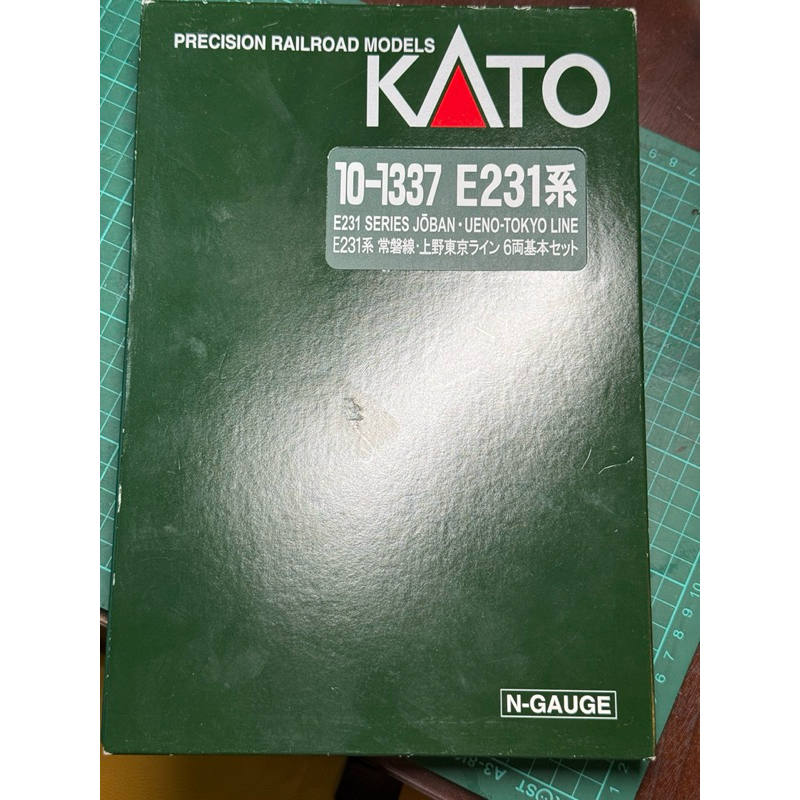 PRECISION RAILROAD MODELS
KATO
10-1337 E231系
E231 SERIES JŌBAN・UENO-TOKYO LINE
E231系 常磐線・上野東京ライン 6両基本セット
N-GAUGE